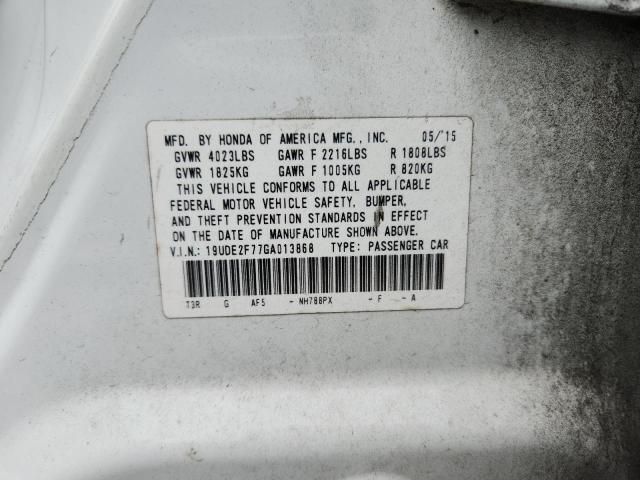 MFD. BY HONDA OF AMERICA MFG., INC. 05/'15
GVWR 4023LBS GAWR F 2216LBS R 1808LBS
GVWR 1825KG GAWR F 1005KG R 820KG
THIS VEHICLE CONFORMS TO ALL APPLICABLE
FEDERAL MOTOR VEHICLE SAFETY, BUMPER,
AND THEFT PREVENTION STANDARDS IN EFFECT
ON THE DATE OF MANUFACTURE SHOWN ABOVE.
V.I.N.: 19UDE2F77GA013868 TYPE: PASSENGER CAR
T3R G AF5 - NH788PX - F - A